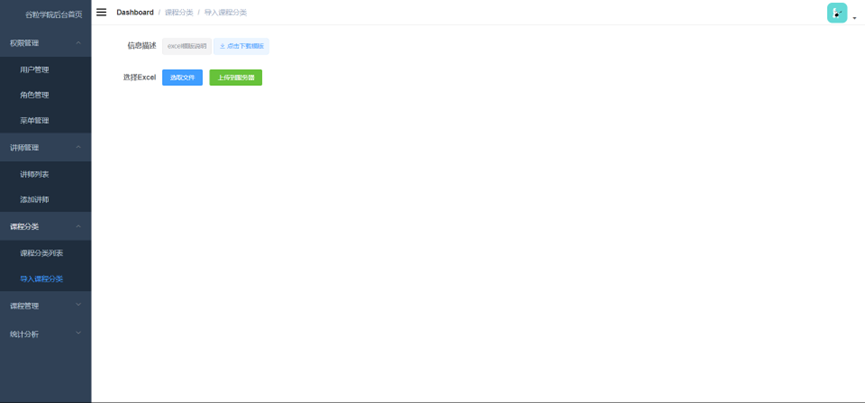 谷粒学院后台首页
Dashboard / 课程分类 / 导入课程分类
权限管理
用户管理
角色管理
菜单管理
讲师管理
讲师列表
添加讲师
课程分类
课程分类列表
导入课程分类
课程管理
统计分析
信息描述 excel模版说明 点击下载模版
选择Excel 选取文件 上传到服务器